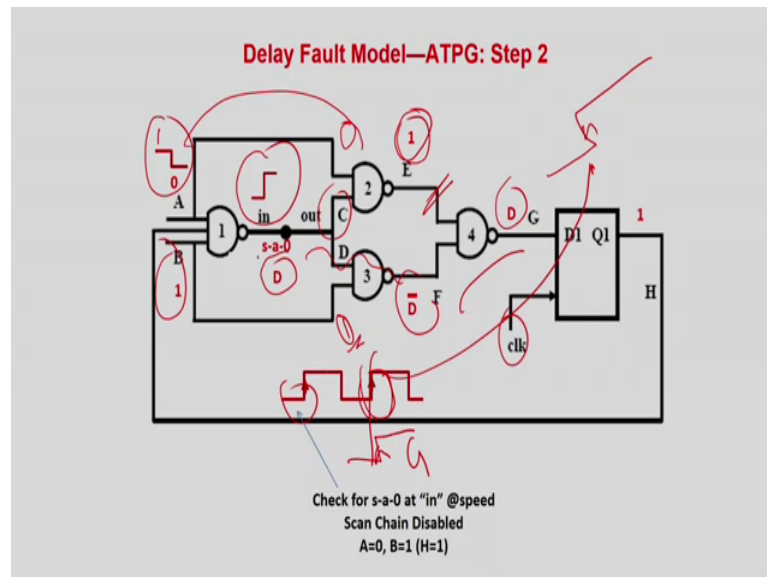 Delay Fault Model—ATPG: Step 2
1
0
A
1
in
out
s-a-0
D
B
1
C
D
2
3
1
E
D
F
4
D
G
D1
Q1
1
clk
H
G
Check for s-a-0 at “in” @speed
Scan Chain Disabled
A=0, B=1 (H=1)